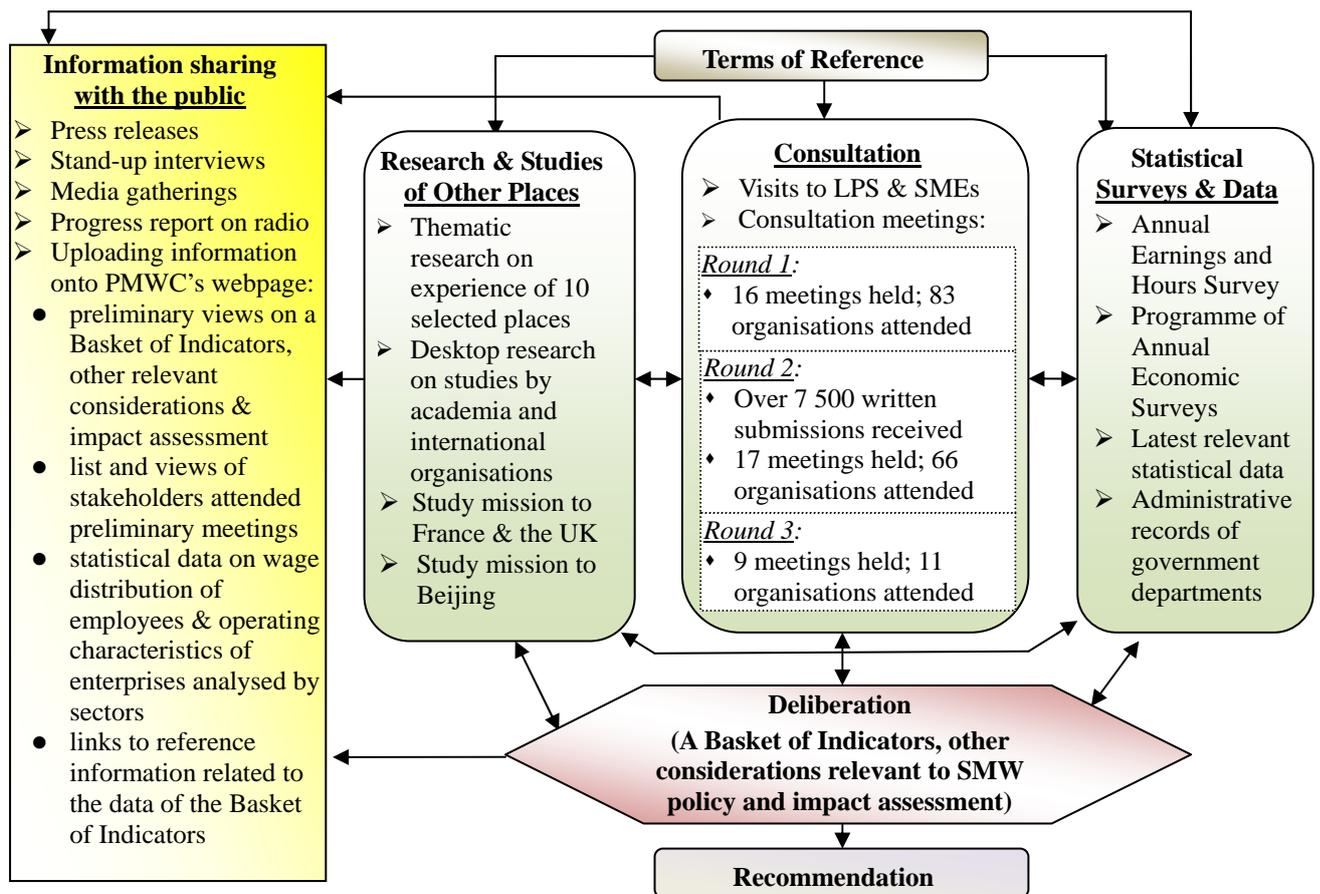 Terms of Reference
Information sharing
with the public
➢ Press releases
➢ Stand-up interviews
➢ Media gatherings
➢ Progress report on radio
➢ Uploading information
onto PMWC's webpage:
● preliminary views on a
Basket of Indicators,
other relevant
considerations &
impact assessment
● list and views of
stakeholders attended
preliminary meetings
● statistical data on wage
distribution of
employees & operating
characteristics of
enterprises analysed by
sectors
● links to reference
information related to
the data of the Basket
of Indicators
Research & Studies
of Other Places
➢ Thematic
research on
experience of 10
selected places
➢ Desktop research
on studies by
academia and
international
organisations
➢ Study mission to
France & the UK
➢ Study mission to
Beijing
Consultation
➢ Visits to LPS & SMEs
➢ Consultation meetings:
Round 1:
♦ 16 meetings held; 83
organisations attended
Round 2:
♦ Over 7 500 written
submissions received
♦ 17 meetings held; 66
organisations attended
Round 3:
♦ 9 meetings held; 11
organisations attended
Statistical
Surveys & Data
➢ Annual
Earnings and
Hours Survey
➢ Programme of
Annual
Economic
Surveys
➢ Latest relevant
statistical data
➢ Administrative
records of
government
departments
Deliberation
(A Basket of Indicators, other
considerations relevant to SMW
policy and impact assessment)
Recommendation